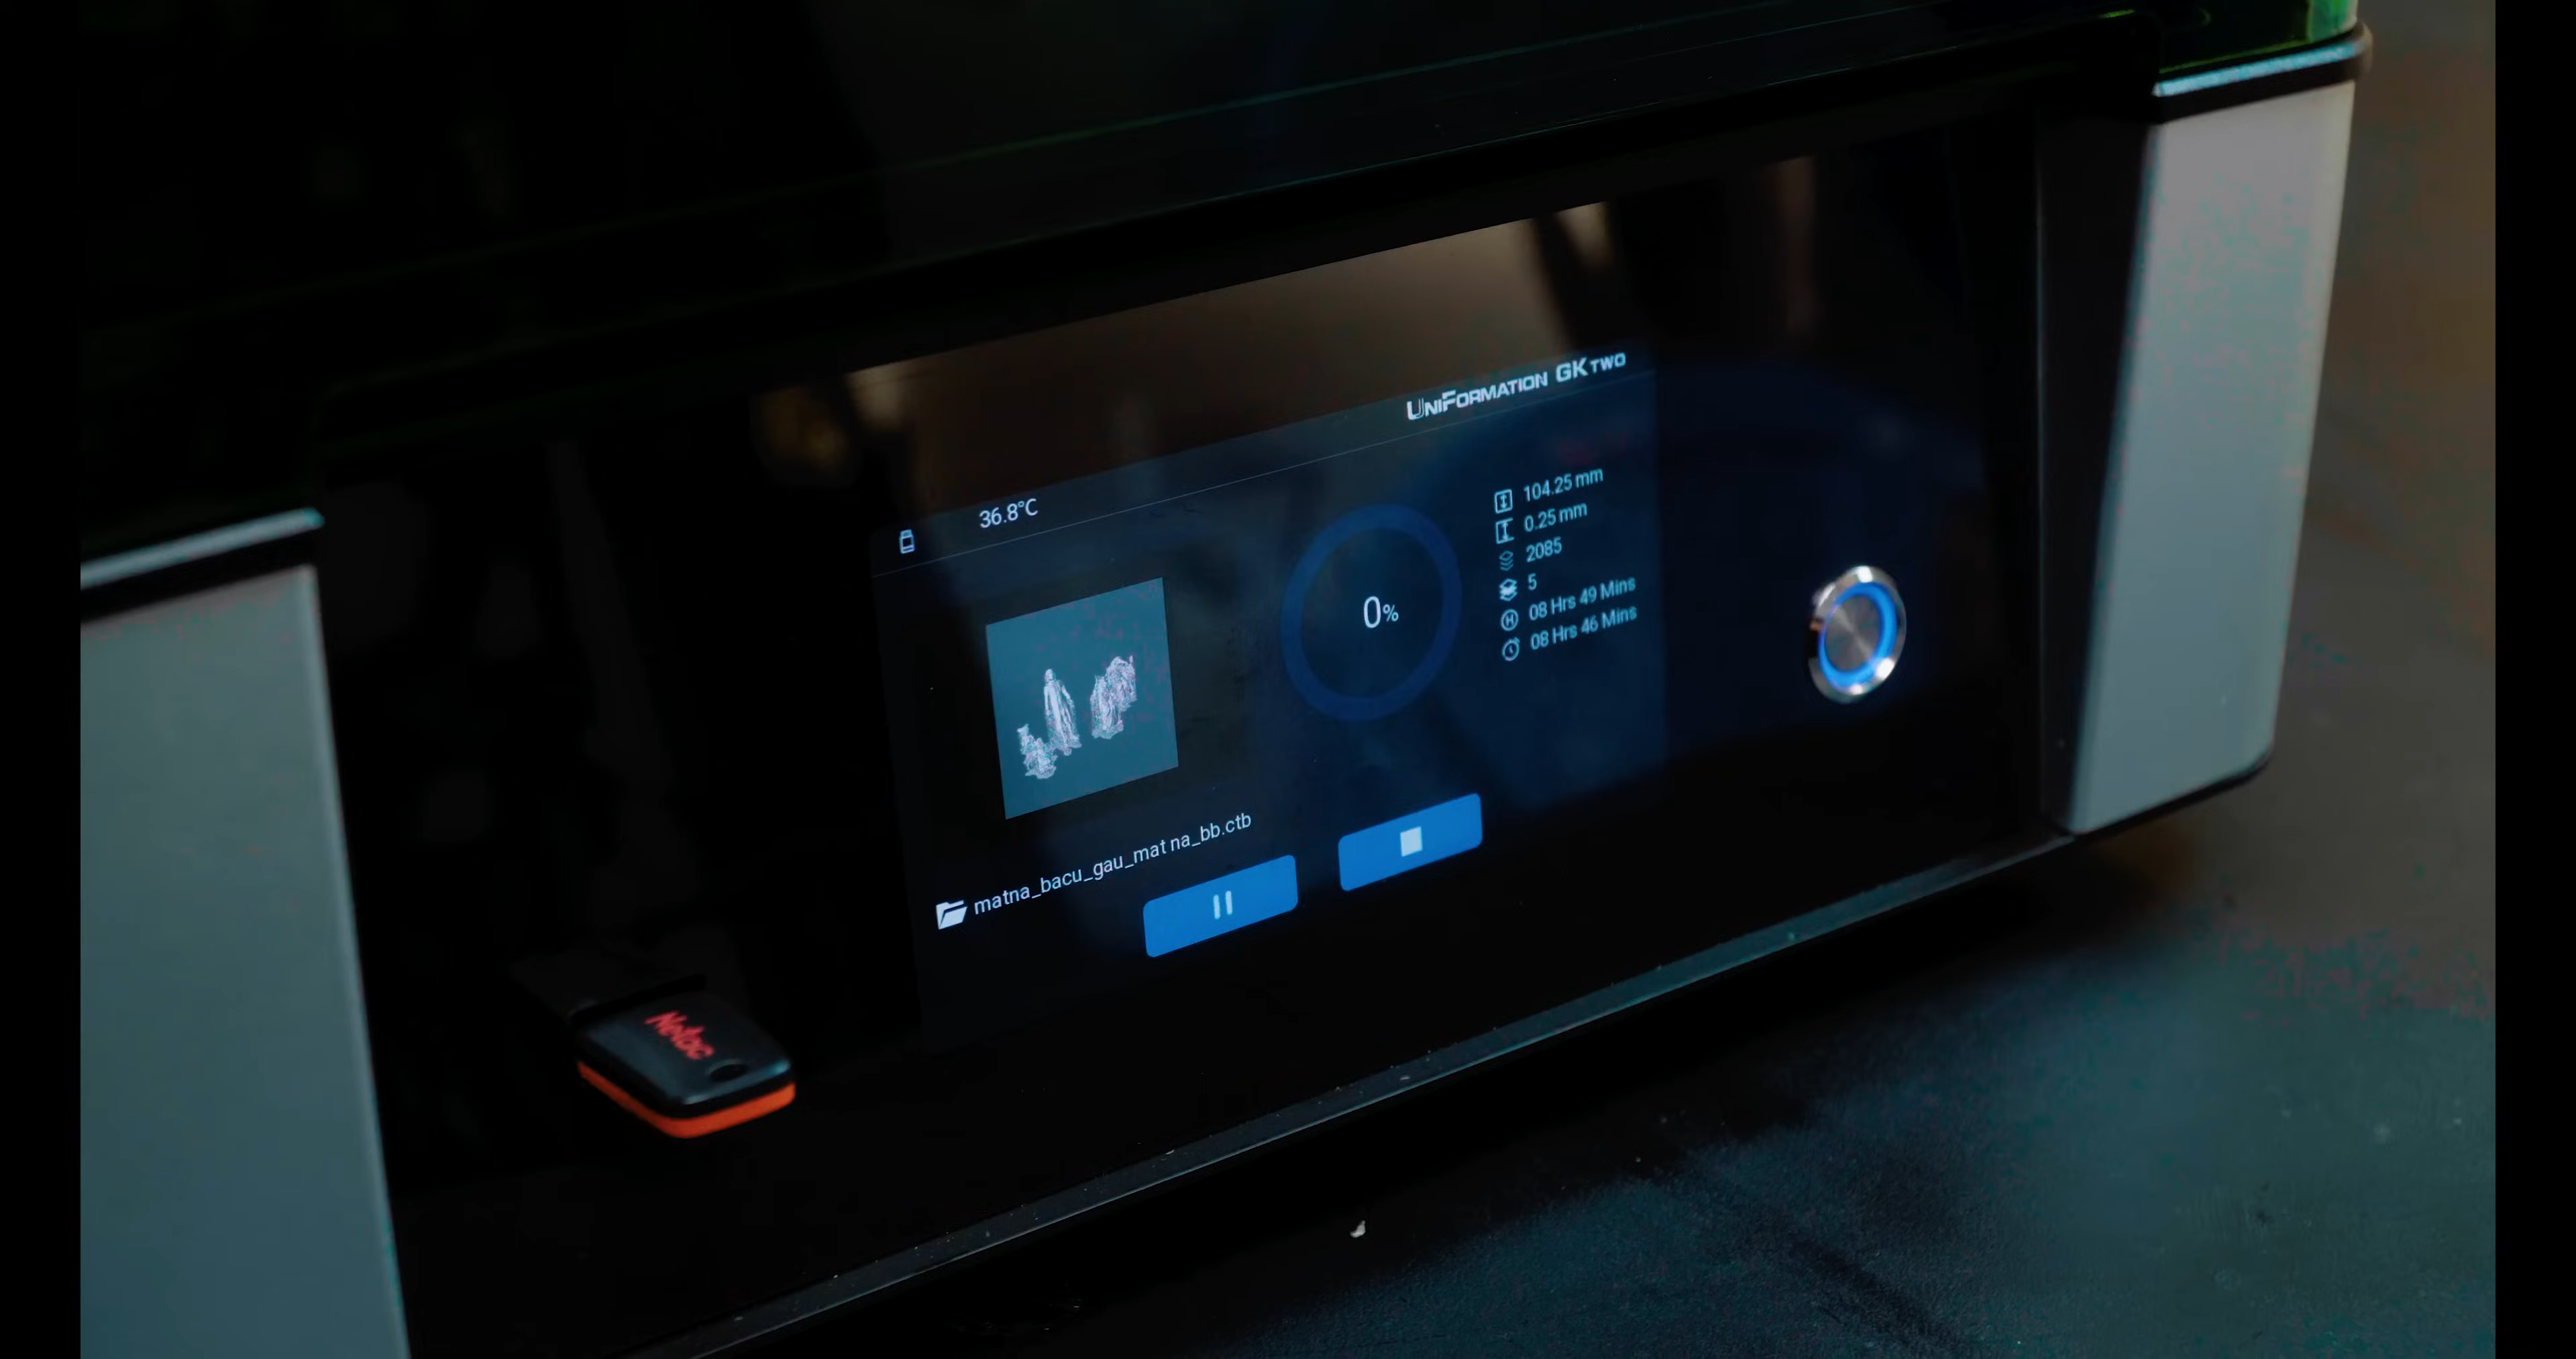 UNIFORMATION GK TWO
36.8°C
104.25 mm
0.25 mm
2085
5
08 Hrs 49 Mins
08 Hrs 46 Mins
0%
matna_bacu_gau_mat na_bb.ctb
Netac